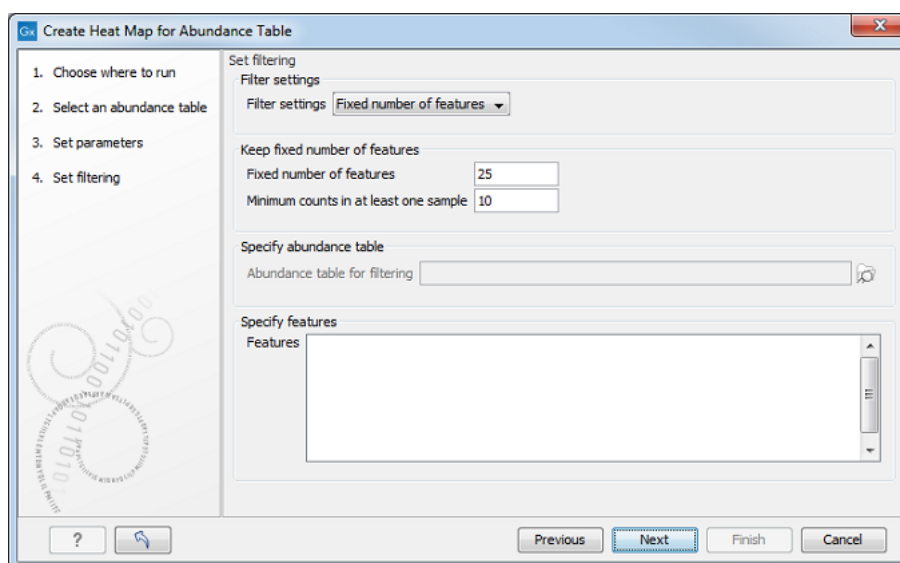 Gx Create Heat Map for Abundance Table
1. Choose where to run
2. Select an abundance table
3. Set parameters
4. Set filtering
Set filtering
Filter settings
Filter settings Fixed number of features
Keep fixed number of features
Fixed number of features 25
Minimum counts in at least one sample 10
Specify abundance table
Abundance table for filtering
Specify features
Features
? Previous Next Finish Cancel